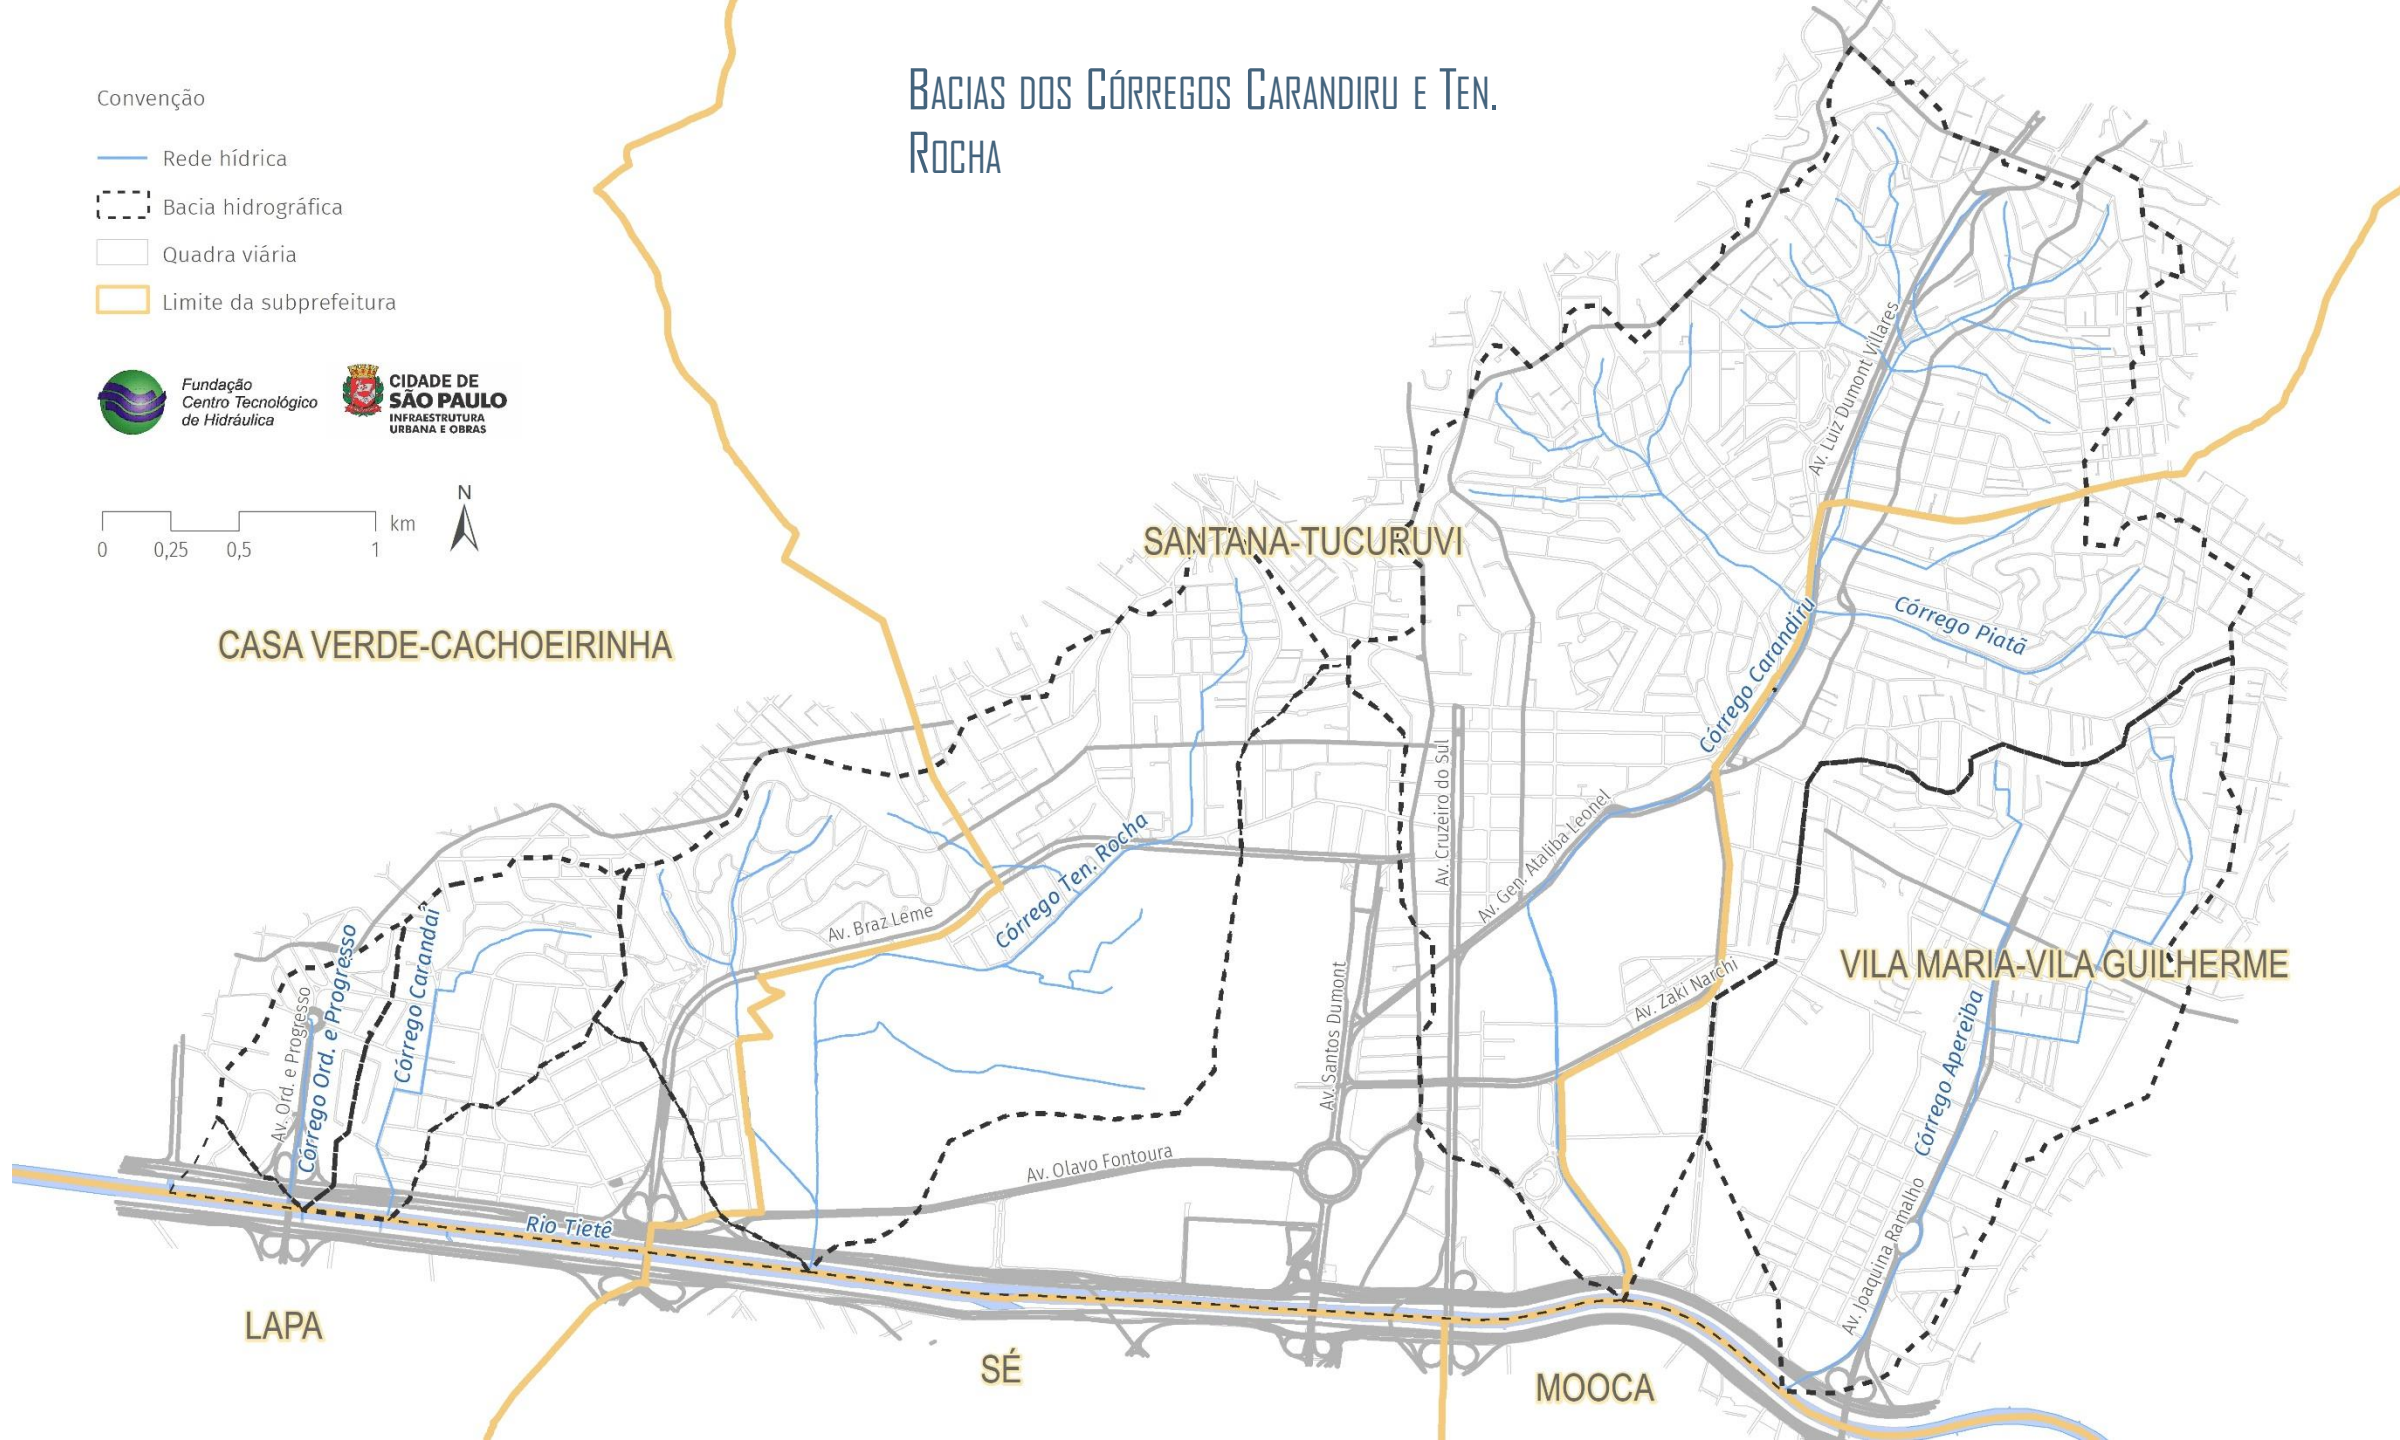 BACIAS DOS CÓRREGOS CARANDIRU E TEN.
ROCHA
Convenção
Rede hídrica
Bacia hidrográfica
Quadra viária
Limite da subprefeitura
Fundação
Centro Tecnológico
de Hidráulica
CIDADE DE
SÃO PAULO
INFRAESTRUTURA
URBANA E OBRAS
N
km
0 0,25 0,5 1
SANTANA-TUCURUVI
CASA VERDE-CACHOEIRINHA
VILA MARIA-VILA GUILHERME
LAPA
SÉ
MOOCA
Av. Luiz Dumont Villares
Córrego Piatã
Córrego Carandiru
Av. Cruzeiro do Sul
Av. Gen. Ataliba Leonel
Córrego Ten. Rocha
Av. Braz Leme
Av. Zaki Narchi
Av. Santos Dumont
Córrego Carandaí
Córrego Ord. e Progresso
Av. Ord. e Progresso
Córrego Apereiba
Av. Olavo Fontoura
Av. Joaquina Ramalho
Rio Tietê